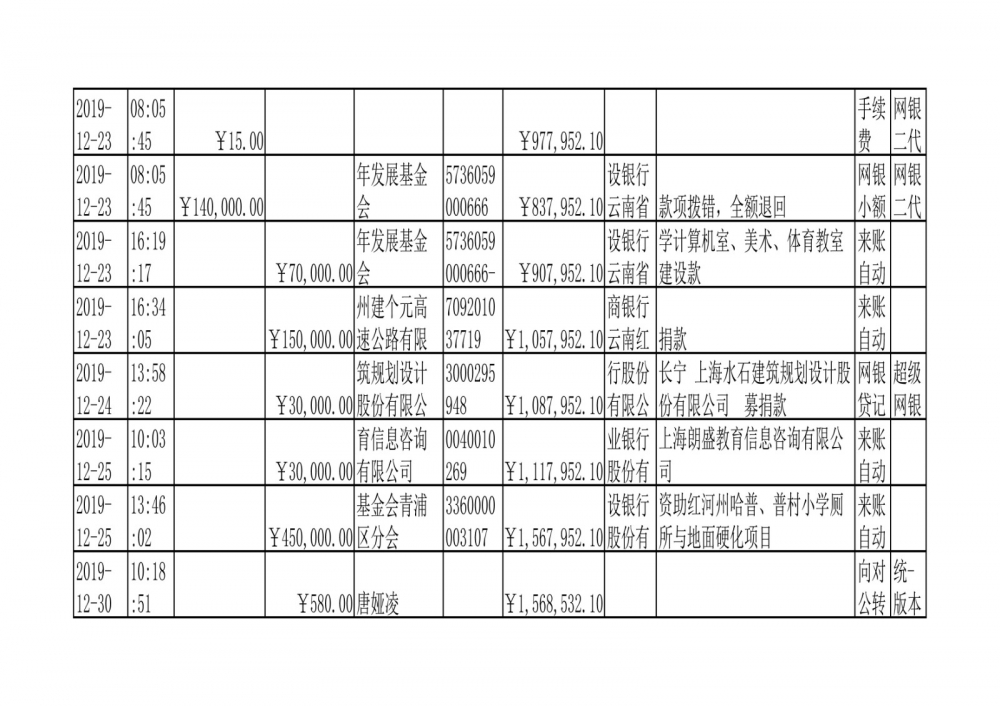 2019- 08:05 手续 网银
12-23 :45 ￥15.00 ￥977,952.10 费 二代
2019- 08:05 年发展基金 5736059 设银行 网银 网银
12-23 :45 ￥140,000.00 会 000666 ￥837,952.10 云南省 款项拨错，全额退回 小额 二代
2019- 16:19 年发展基金 5736059 设银行 学计算机室、美术、体育教室 来账
12-23 :17 ￥70,000.00 会 000666- ￥907,952.10 云南省 建设款 自动
2019- 16:34 州建个元高 7092010 商银行 来账
12-23 :05 ￥150,000.00 速公路有限 37719 ￥1,057,952.10 云南红 捐款 自动
2019- 13:58 筑规划设计 3000295 行股份 长宁 上海水石建筑规划设计股 网银 超级
12-24 :22 ￥30,000.00 股份有限公 948 ￥1,087,952.10 有限公 份有限公司 募捐款 贷记 网银
2019- 10:03 育信息咨询 0040010 业银行 上海朗盛教育信息咨询有限公 来账
12-25 :15 ￥30,000.00 有限公司 269 ￥1,117,952.10 股份有 司 自动
2019- 13:46 基金会青浦 3360000 设银行 资助红河州哈普、普村小学厕 来账
12-25 :02 ￥450,000.00 区分会 003107 ￥1,567,952.10 股份有 所与地面硬化项目 自动
2019- 10:18 向对 统一
12-30 :51 ￥580.00 唐娅凌 ￥1,568,532.10 公转 版本